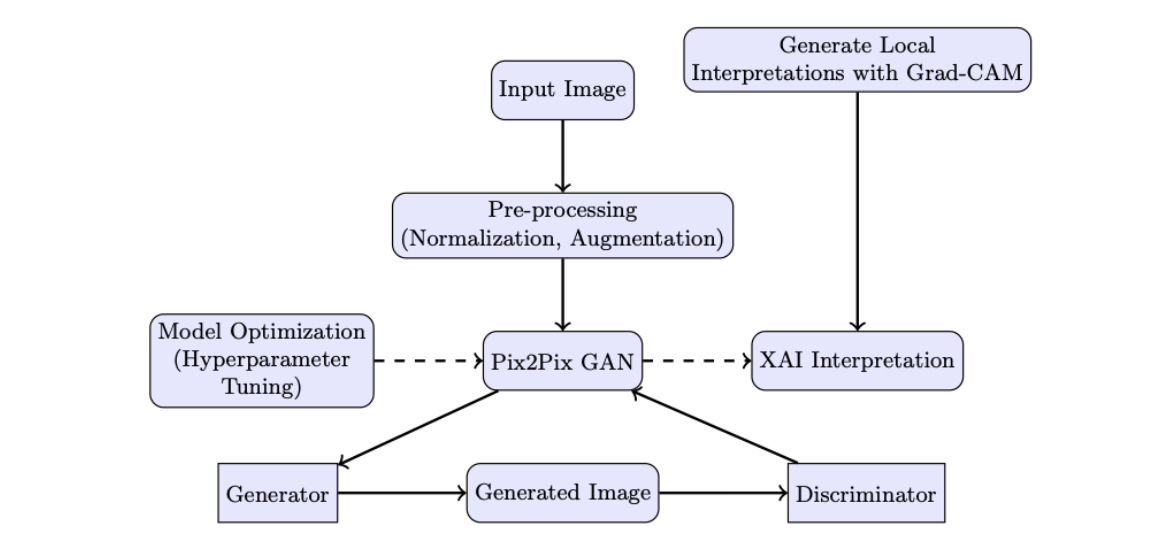 Generate Local
Interpretations with Grad-CAM
Input Image
Pre-processing
(Normalization, Augmentation)
Model Optimization
(Hyperparameter
Tuning)
Pix2Pix GAN
XAI Interpretation
Generator
Generated Image
Discriminator